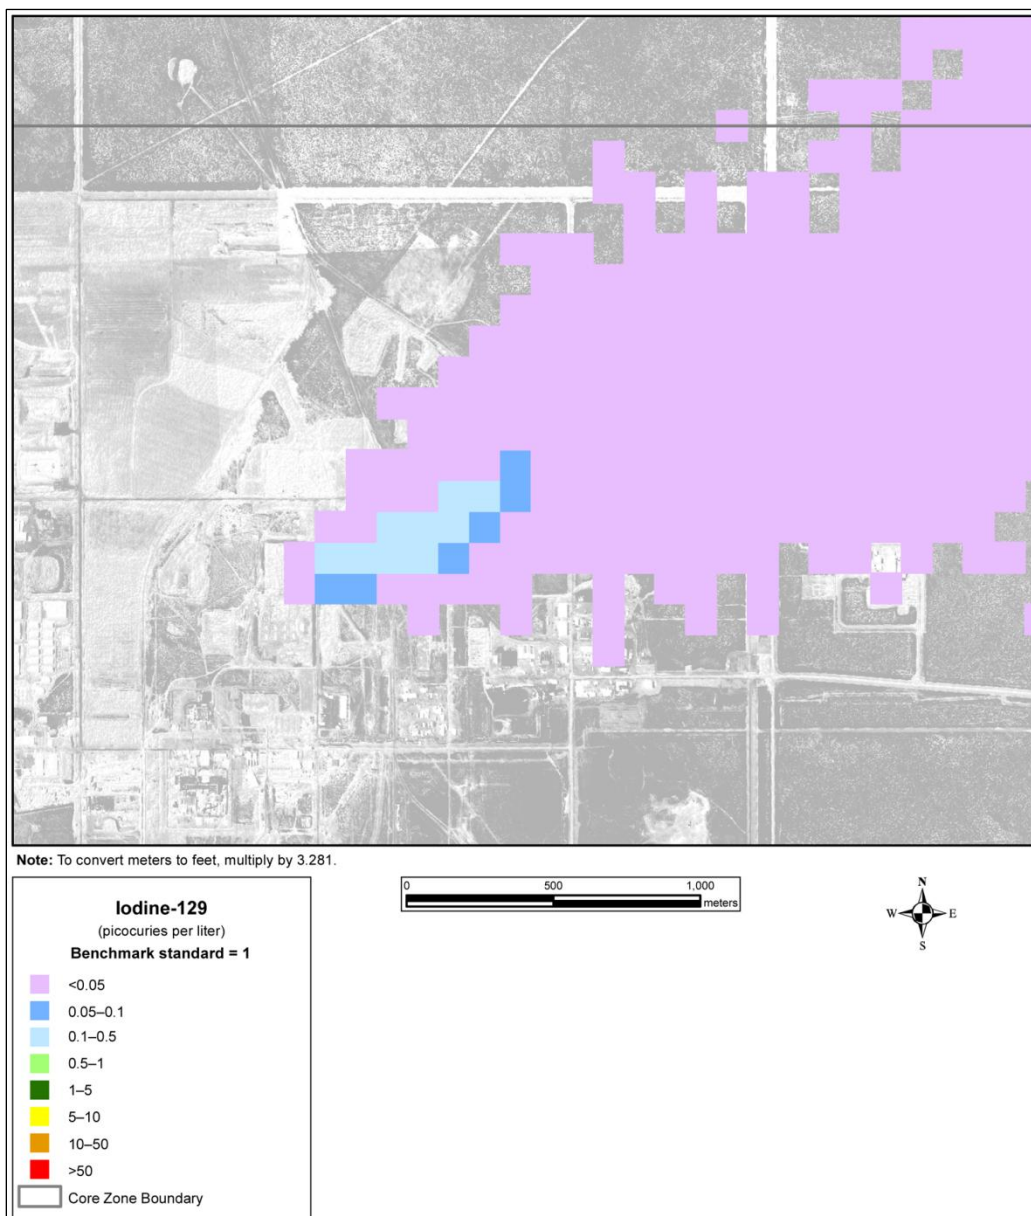 Note: To convert meters to feet, multiply by 3.281.
Iodine-129
(picocuries per liter)
Benchmark standard = 1
<0.05
0.05–0.1
0.1–0.5
0.5–1
1–5
5–10
10–50
>50
Core Zone Boundary
0 500 1,000
meters
N
W E
S